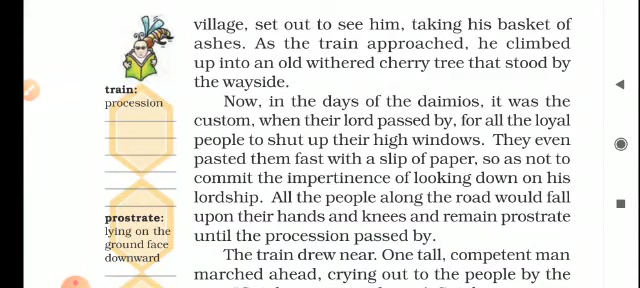 village, set out to see him, taking his basket of
ashes. As the train approached, he climbed
up into an old withered cherry tree that stood by
the wayside.
train:
procession
Now, in the days of the daimios, it was the
custom, when their lord passed by, for all the loyal
people to shut up their high windows. They even
pasted them fast with a slip of paper, so as not to
commit the impertinence of looking down on his
lordship. All the people along the road would fall
upon their hands and knees and remain prostrate
until the procession passed by.
prostrate:
lying on the
ground face
downward
The train drew near. One tall, competent man
marched ahead, crying out to the people by the